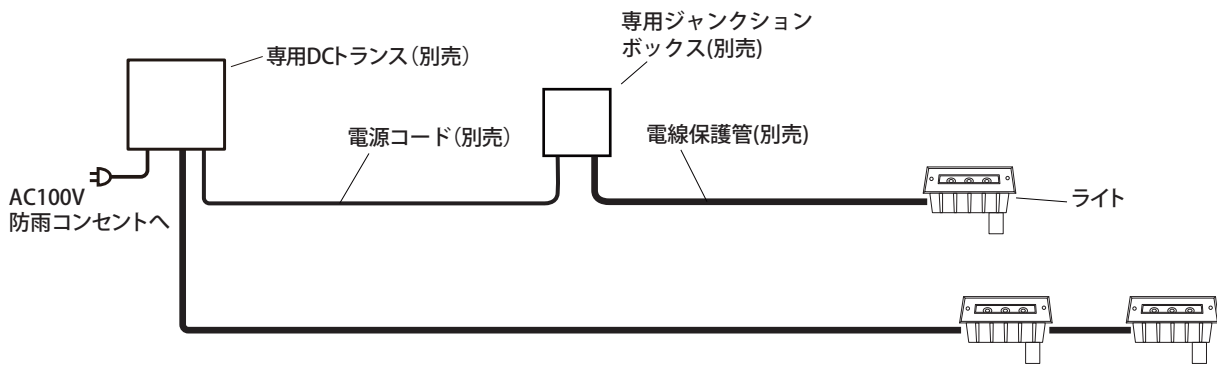 専用ジャンクション
ボックス(別売)
専用DCトランス（別売）
電源コード（別売）
電線保護管(別売)
AC100V
防雨コンセントへ
ライト